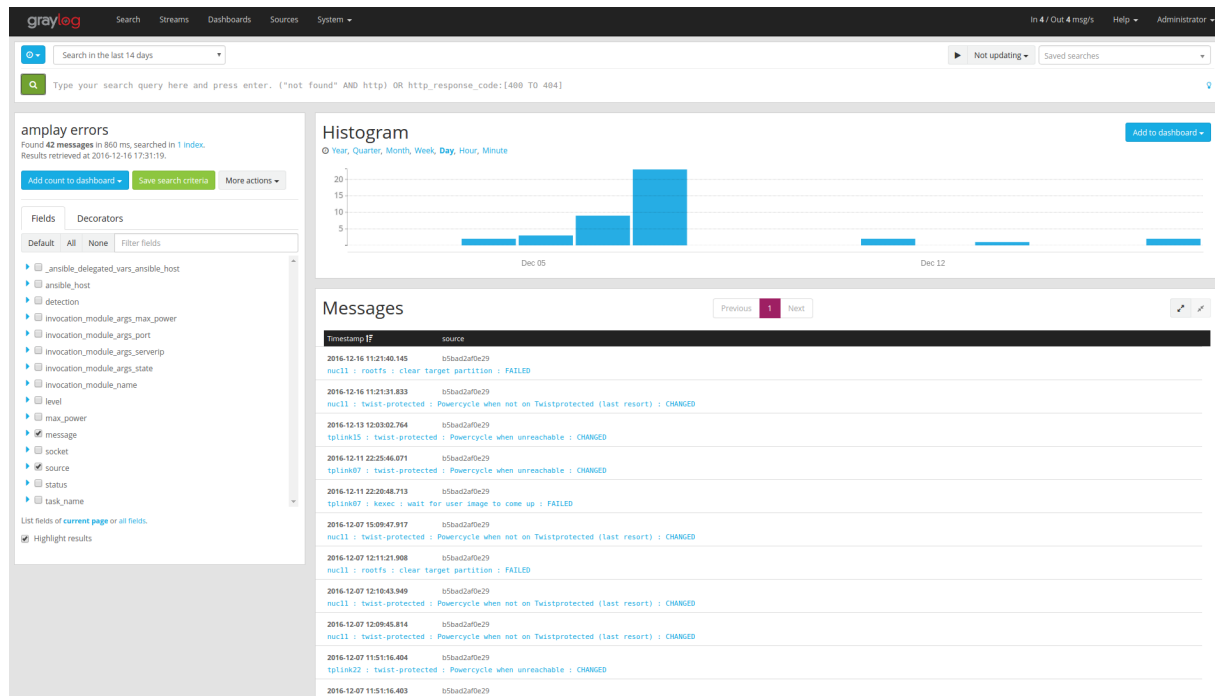 graylog Search Streams Dashboards Sources System In 4 / Out 4 msg/s Help Administrator
Search in the last 14 days Not updating Saved searches
Type your search query here and press enter. ("not found" AND http) OR http_response_code:[400 TO 404]
amplay errors
Found 42 messages in 860 ms, searched in 1 index.
Results retrieved at 2016-12-16 17:31:19.
Add count to dashboard Save search criteria More actions
Fields Decorators
Default All None Filter fields
_ansible_delegated_vars_ansible_host
ansible_host
detection
invocation_module_args_max_power
invocation_module_args_port
invocation_module_args_serverip
invocation_module_args_state
invocation_module_name
level
max_power
message
socket
source
status
task_name
List fields of current page or all fields.
Highlight results
Histogram
Add to dashboard
Year, Quarter, Month, Week, Day, Hour, Minute
20
15
10
5
Dec 05 Dec 12
Messages
Previous 1 Next
Timestamp source
2016-12-16 11:21:40.145 b5bad2af0e29
nuc11 : rootfs : clear target partition : FAILED
2016-12-16 11:21:31.833 b5bad2af0e29
nuc11 : twist-protected : Powercycle when not on Twistprotected (last resort) : CHANGED
2016-12-13 12:03:02.764 b5bad2af0e29
tplink15 : twist-protected : Powercycle when unreachable : CHANGED
2016-12-11 22:25:46.071 b5bad2af0e29
tplink07 : twist-protected : Powercycle when unreachable : CHANGED
2016-12-11 22:20:48.713 b5bad2af0e29
tplink07 : kexec : wait for user image to come up : FAILED
2016-12-07 15:09:47.917 b5bad2af0e29
nuc11 : twist-protected : Powercycle when not on Twistprotected (last resort) : CHANGED
2016-12-07 12:11:21.908 b5bad2af0e29
nuc11 : rootfs : clear target partition : FAILED
2016-12-07 12:10:43.949 b5bad2af0e29
nuc11 : twist-protected : Powercycle when not on Twistprotected (last resort) : CHANGED
2016-12-07 12:09:45.814 b5bad2af0e29
nuc11 : twist-protected : Powercycle when not on Twistprotected (last resort) : CHANGED
2016-12-07 11:51:16.404 b5bad2af0e29
tplink22 : twist-protected : Powercycle when unreachable : CHANGED
2016-12-07 11:51:16.403 b5bad2af0e29